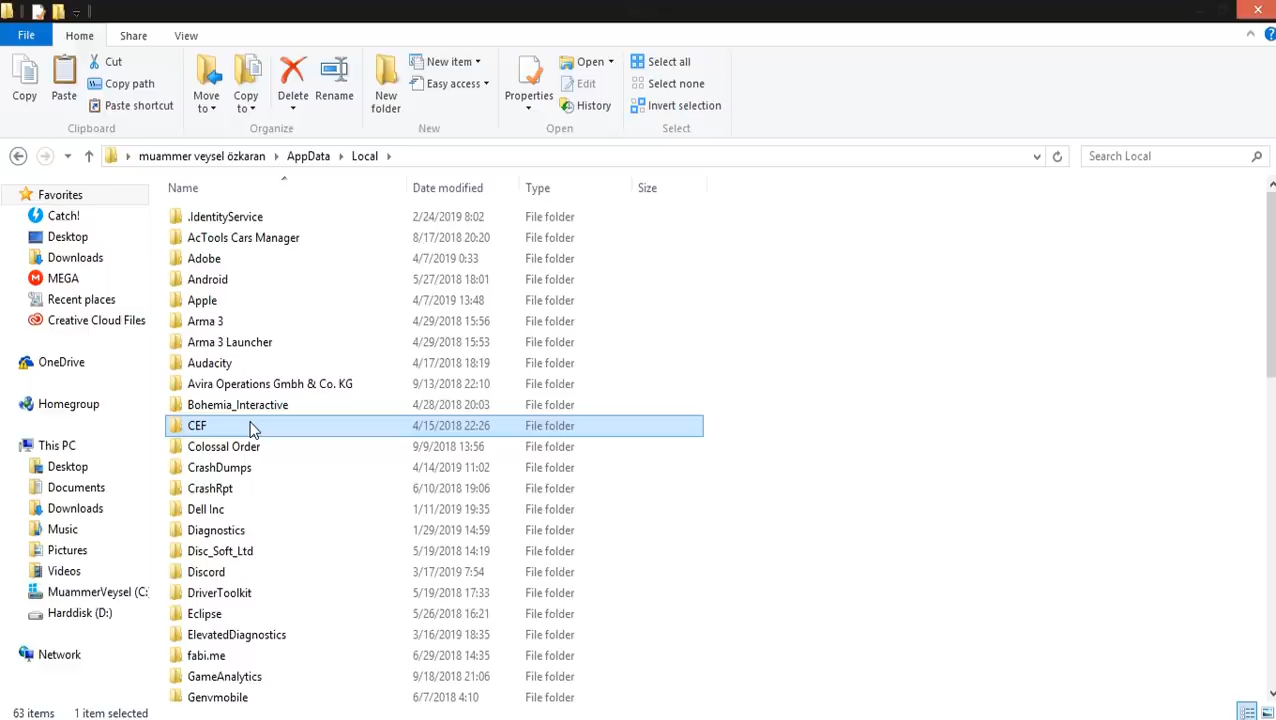 File Home Share View
Copy Paste Cut Copy path Paste shortcut Move to Copy to Delete Rename New folder New item Easy access Properties Open Edit History Select all Select none Invert selection
Clipboard Organize New Open Select
muammer veysel özkaran AppData Local Search Local
Name Date modified Type Size
Favorites
Catch!
Desktop
Downloads
MEGA
Recent places
Creative Cloud Files
OneDrive
Homegroup
This PC
Desktop
Documents
Downloads
Music
Pictures
Videos
MuammerVeysel (C:
Harddisk (D:)
Network
.IdentityService 2/24/2019 8:02 File folder
AcTools Cars Manager 8/17/2018 20:20 File folder
Adobe 4/7/2019 0:33 File folder
Android 5/27/2018 18:01 File folder
Apple 4/7/2019 13:48 File folder
Arma 3 4/29/2018 15:56 File folder
Arma 3 Launcher 4/29/2018 15:53 File folder
Audacity 4/17/2018 18:19 File folder
Avira Operations Gmbh & Co. KG 9/13/2018 22:10 File folder
Bohemia_Interactive 4/28/2018 20:03 File folder
CEF 4/15/2018 22:26 File folder
Colossal Order 9/9/2018 13:56 File folder
CrashDumps 4/14/2019 11:02 File folder
CrashRpt 6/10/2018 19:06 File folder
Dell Inc 1/11/2019 19:35 File folder
Diagnostics 1/29/2019 14:59 File folder
Disc_Soft_Ltd 5/19/2018 14:19 File folder
Discord 3/17/2019 7:54 File folder
DriverToolkit 5/19/2018 17:33 File folder
Eclipse 5/26/2018 16:21 File folder
ElevatedDiagnostics 3/16/2019 18:35 File folder
fabi.me 6/29/2018 14:35 File folder
GameAnalytics 9/18/2018 21:06 File folder
Genvmobile 6/7/2018 4:10 File folder
63 items 1 item selected